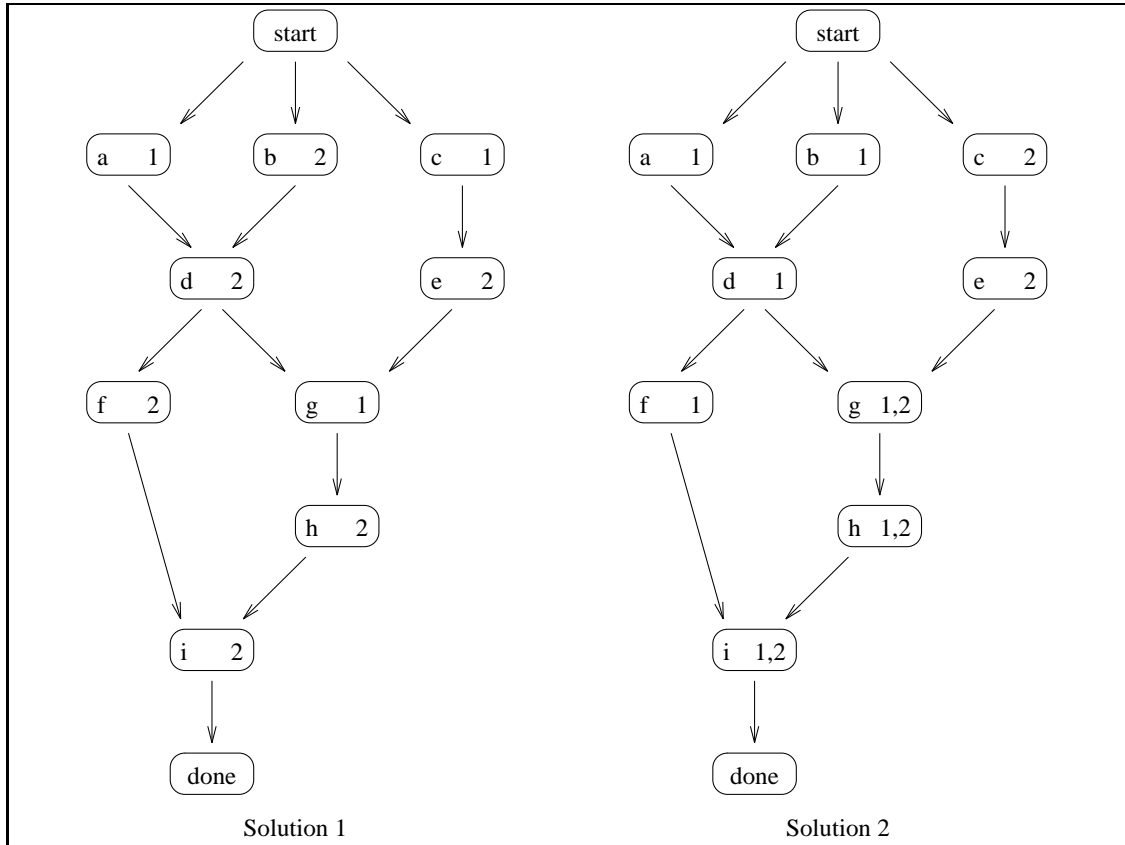 start
a 1
b 2
c 1
d 2
e 2
f 2
g 1
h 2
i 2
done
Solution 1
start
a 1
b 1
c 2
d 1
e 2
f 1
g 1,2
h 1,2
i 1,2
done
Solution 2